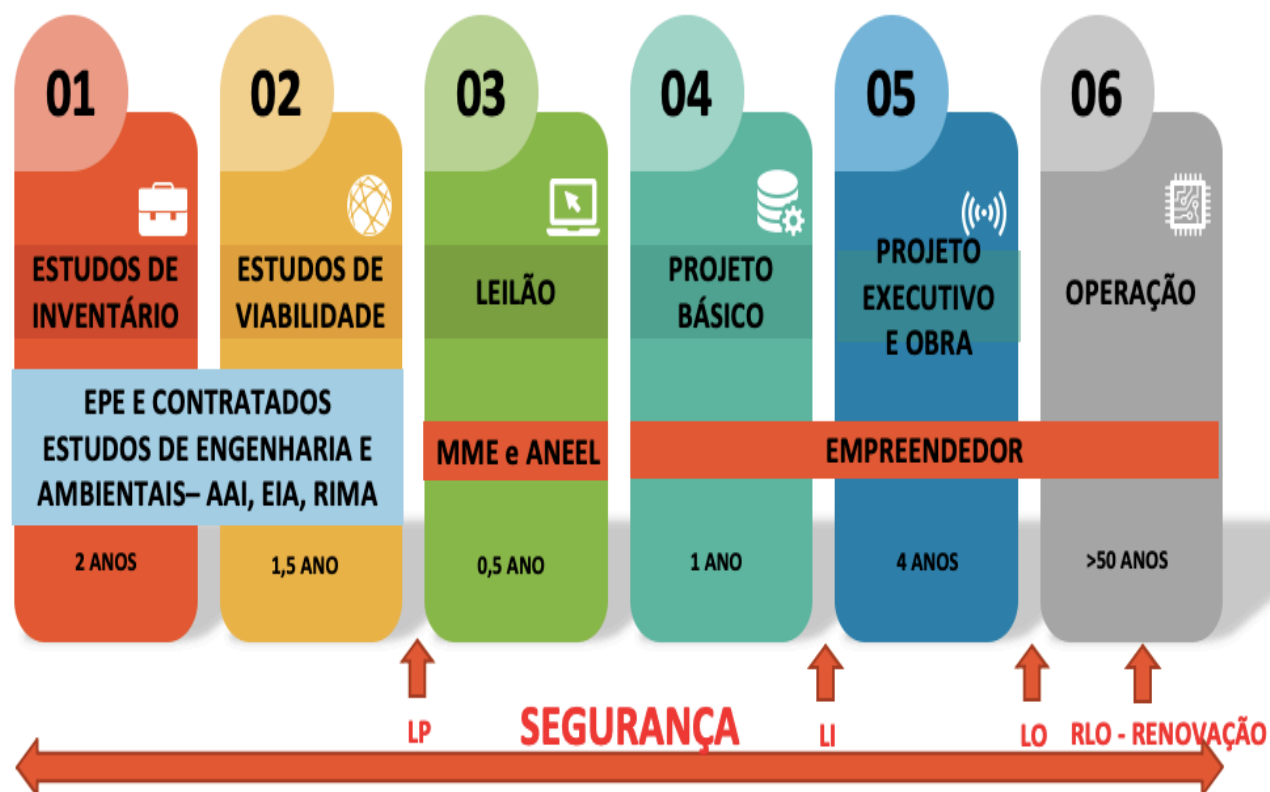 01
ESTUDOS DE
INVENTÁRIO
02
ESTUDOS DE
VIABILIDADE
03
LEILÃO
04
PROJETO
BÁSICO
05
PROJETO
EXECUTIVO
E OBRA
06
OPERAÇÃO
EPE E CONTRATADOS
ESTUDOS DE ENGENHARIA E
AMBIENTAIS– AAI, EIA, RIMA
MME e ANEEL
EMPREENDEDOR
2 ANOS
1,5 ANO
0,5 ANO
1 ANO
4 ANOS
>50 ANOS
LP
SEGURANÇA
LI
LO
RLO - RENOVAÇÃO